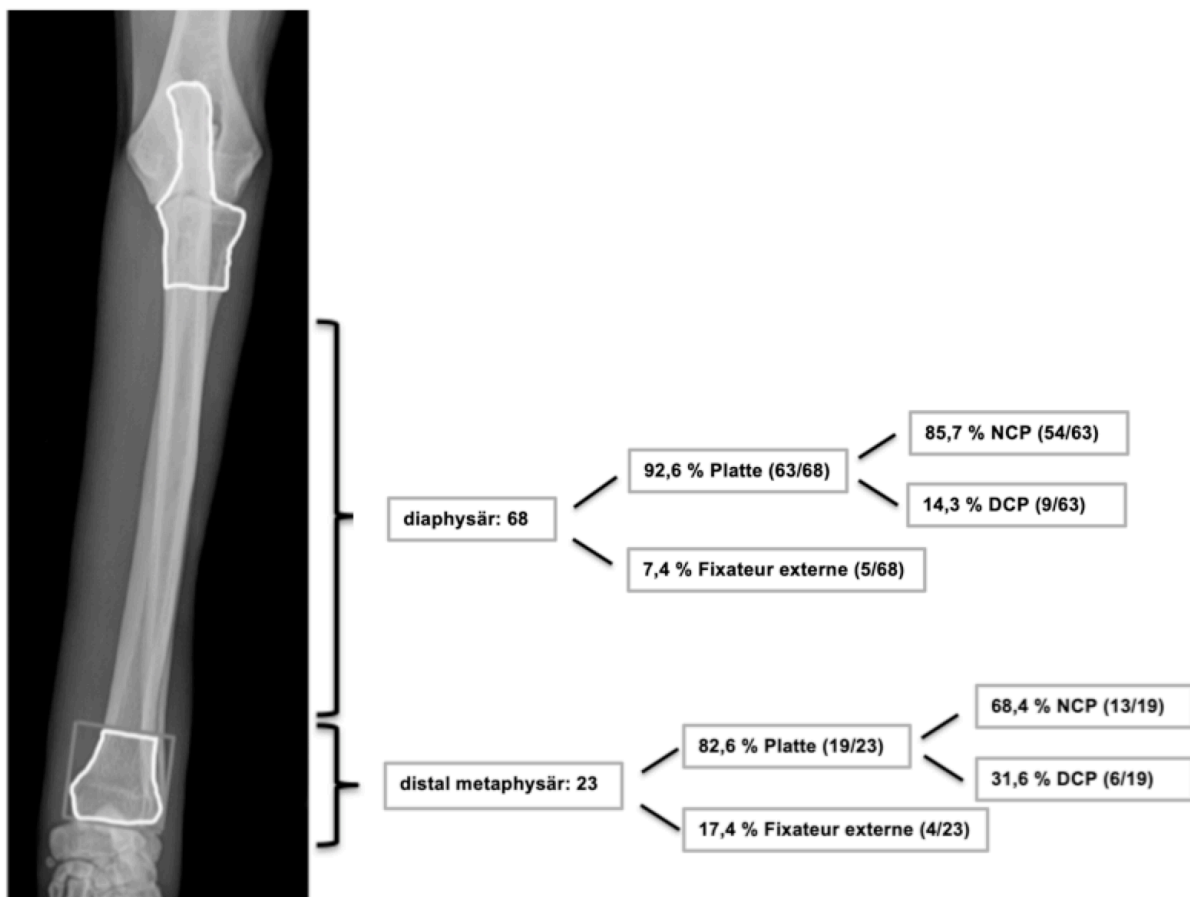 85,7 % NCP (54/63)
92,6 % Platte (63/68)
14,3 % DCP (9/63)
diaphysär: 68
7,4 % Fixateur externe (5/68)
68,4 % NCP (13/19)
82,6 % Platte (19/23)
31,6 % DCP (6/19)
distal metaphysär: 23
17,4 % Fixateur externe (4/23)